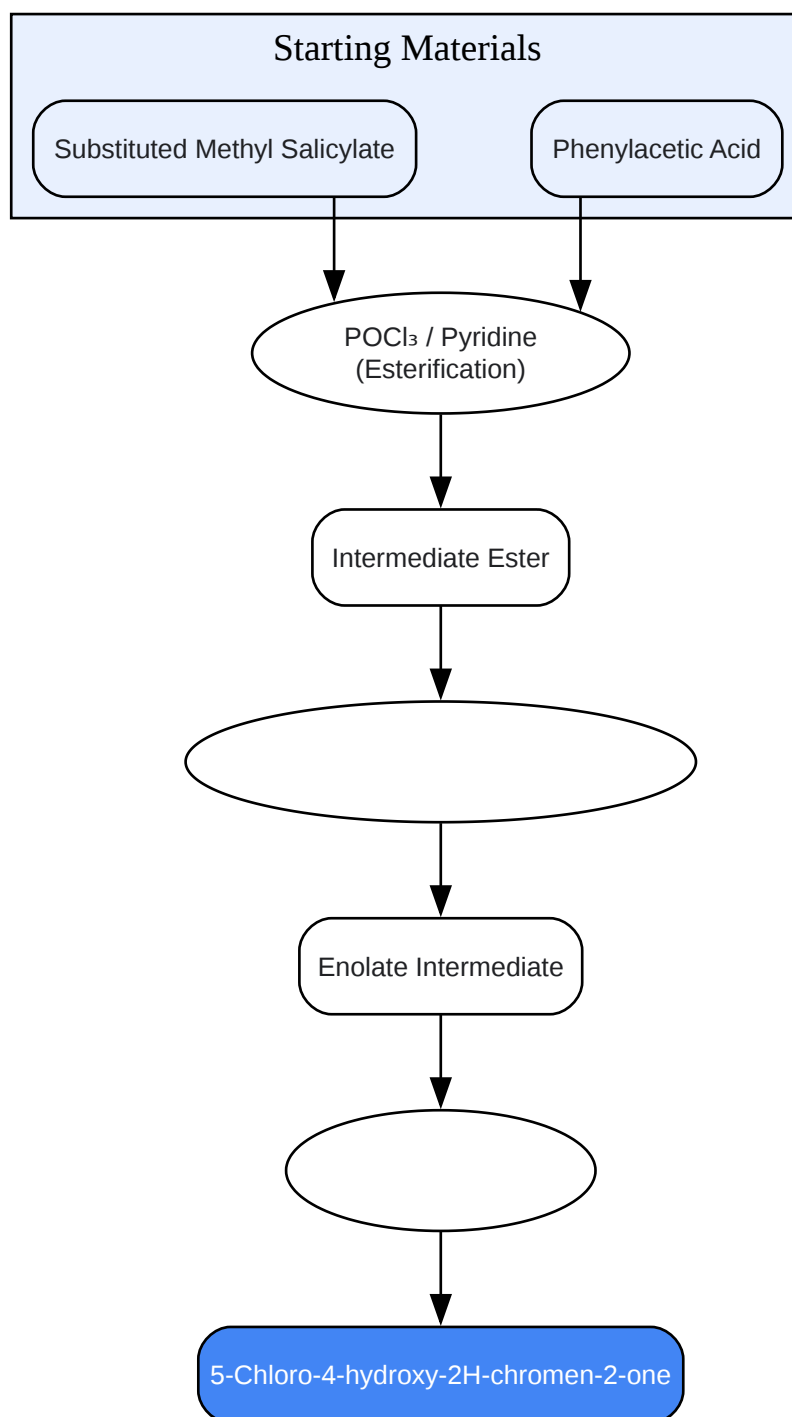 Starting Materials
Substituted Methyl Salicylate
Phenylacetic Acid
POCl₃ / Pyridine
(Esterification)
Intermediate Ester
Enolate Intermediate
5-Chloro-4-hydroxy-2H-chromen-2-one